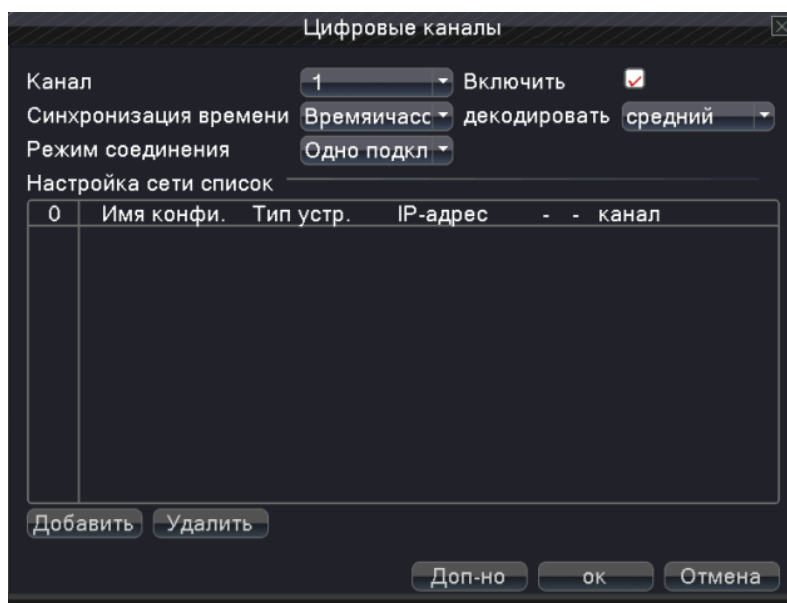 Цифровые каналы
Канал 1 Включить
Синхронизация времени Времяичасс декодировать средний
Режим соединения Одно подкл
Настройка сети список
0 Имя конфи. Тип устр. IP-адрес - - канал
Добавить Удалить
Доп-но ок Отмена